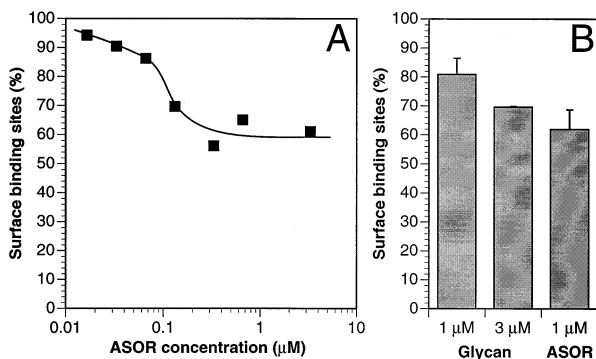 A
Surface binding sites (%)
100
90
80
70
60
50
40
30
20
10
0
0.01
0.1
1
10
ASOR concentration (μM)
B
Surface binding sites (%)
100
90
80
70
60
50
40
30
20
10
0
1 μM
3 μM
1 μM
Glycan
ASOR